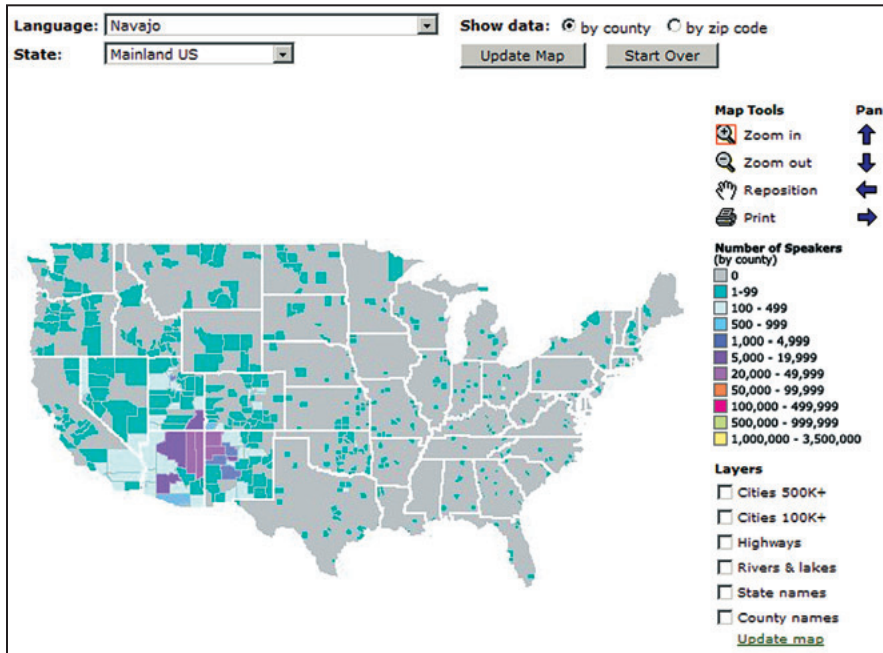 Language: Navajo
Show data: by county by zip code
State: Mainland US
Update Map Start Over
Map Tools Pan
Zoom in
Zoom out
Reposition
Print
Number of Speakers
(by county)
0
1-99
100 - 499
500 - 999
1,000 - 4,999
5,000 - 19,999
20,000 - 49,999
50,000 - 99,999
100,000 - 499,999
500,000 - 999,999
1,000,000 - 3,500,000
Layers
Cities 500K+
Cities 100K+
Highways
Rivers & lakes
State names
County names
Update map